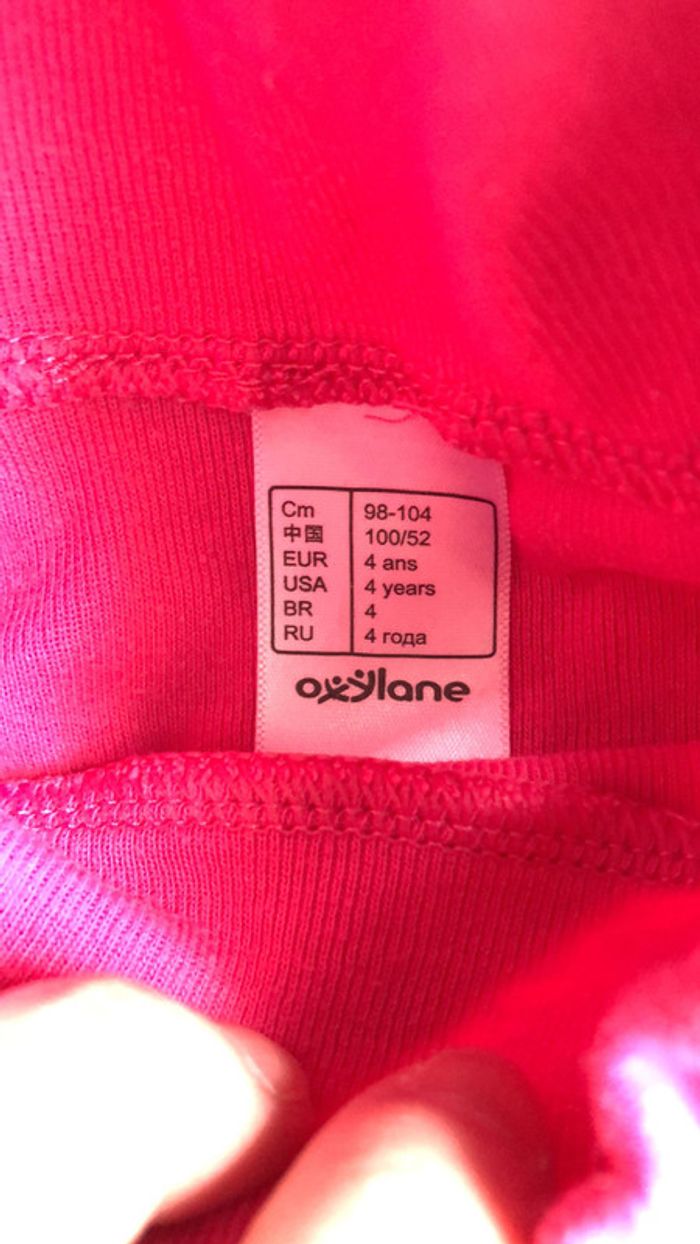 Cm 98-104
中国 100/52
EUR 4 ans
USA 4 years
BR 4
RU 4 года
oxylane